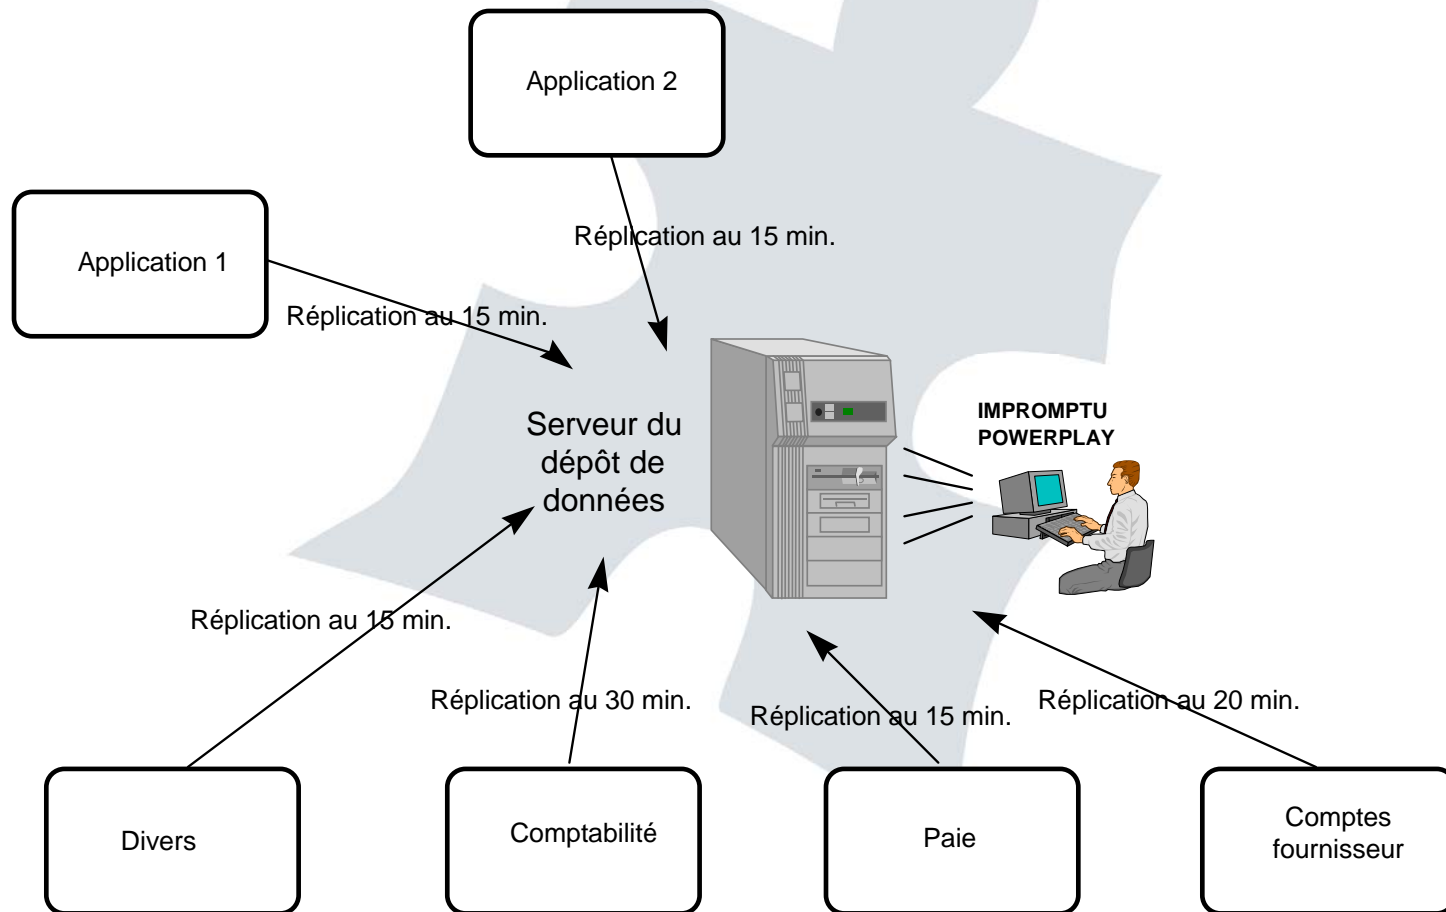 Application 2
Réplication au 15 min.
Application 1
Réplication au 15 min.
IMPROMPTU
POWERPLAY
Serveur du
dépôt de
données
Réplication au 15 min.
Réplication au 30 min.
Réplication au 15 min.
Réplication au 20 min.
Divers
Comptabilité
Paie
Comptes
fournisseur